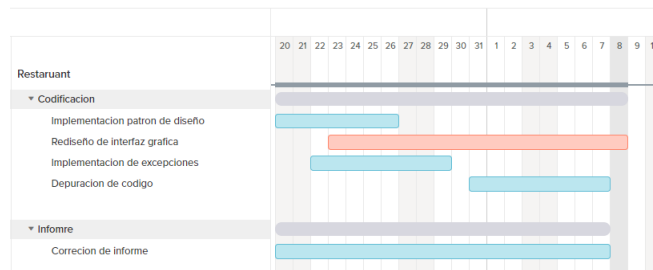 20 21 22 23 24 25 26 27 28 29 30 31 1 2 3 4 5 6 7 8 9
Restaruant
Codificacion
Implementacion patron de diseño
Rediseño de interfaz grafica
Implementacion de excepciones
Depuracion de codigo
Infomre
Correcion de informe